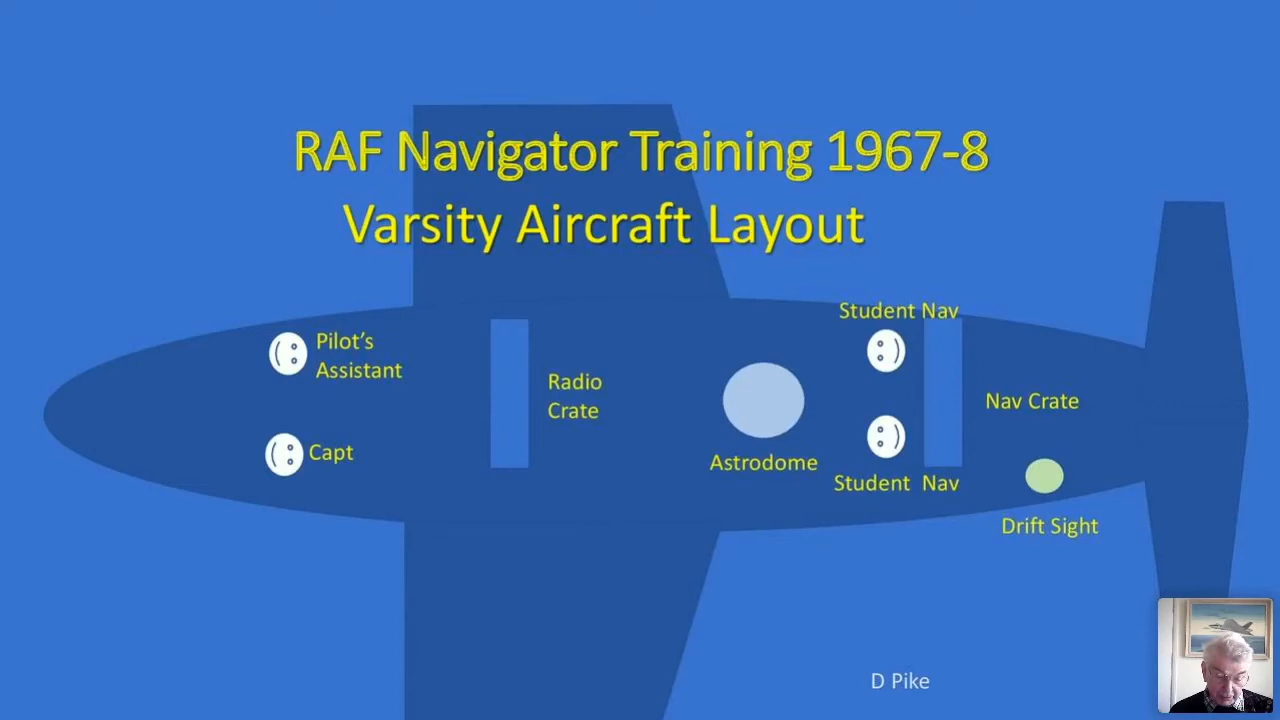 RAF Navigator Training 1967-8
Varsity Aircraft Layout
Student Nav
Pilot's
Assistant
Radio
Crate
Nav Crate
Capt
Astrodome
Student Nav
Drift Sight
D Pike